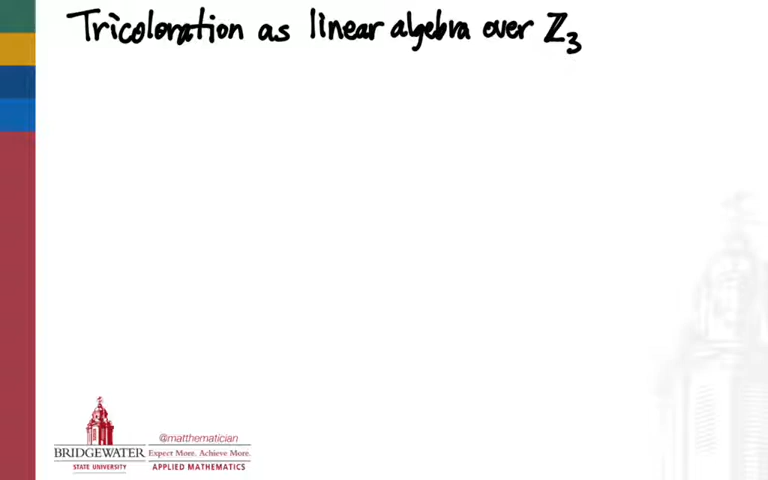 Tricoloration as linear algebra over ℤ₃
@matthematician
BRIDGEWATER
STATE UNIVERSITY
Expect More. Achieve More.
APPLIED MATHEMATICS